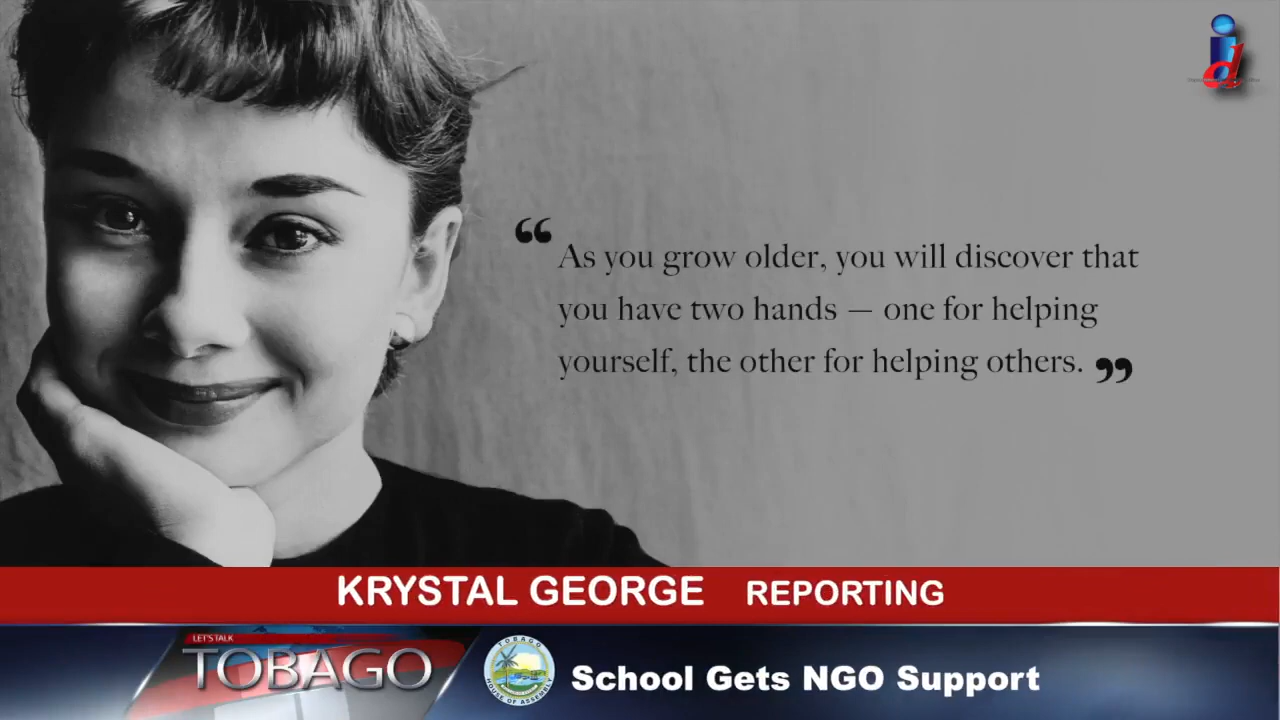 id
“ As you grow older, you will discover that
you have two hands — one for helping
yourself, the other for helping others. ”
KRYSTAL GEORGE REPORTING
LET'S TALK
TOBAGO
TOBAGO
HOUSE OF ASSEMBLY
School Gets NGO Support